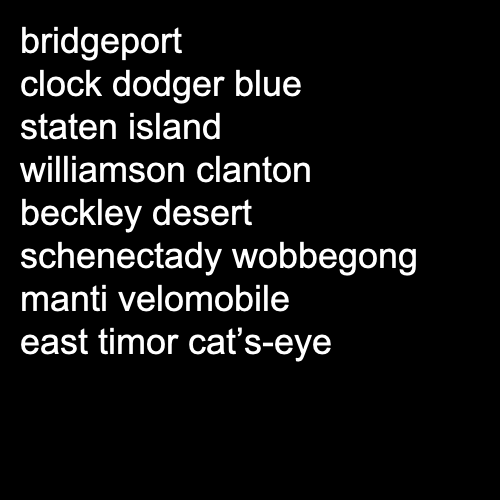 bridgeport
clock dodger blue
staten island
williamson clanton
beckley desert
schenectady wobbegong
manti velomobile
east timor cat’s-eye